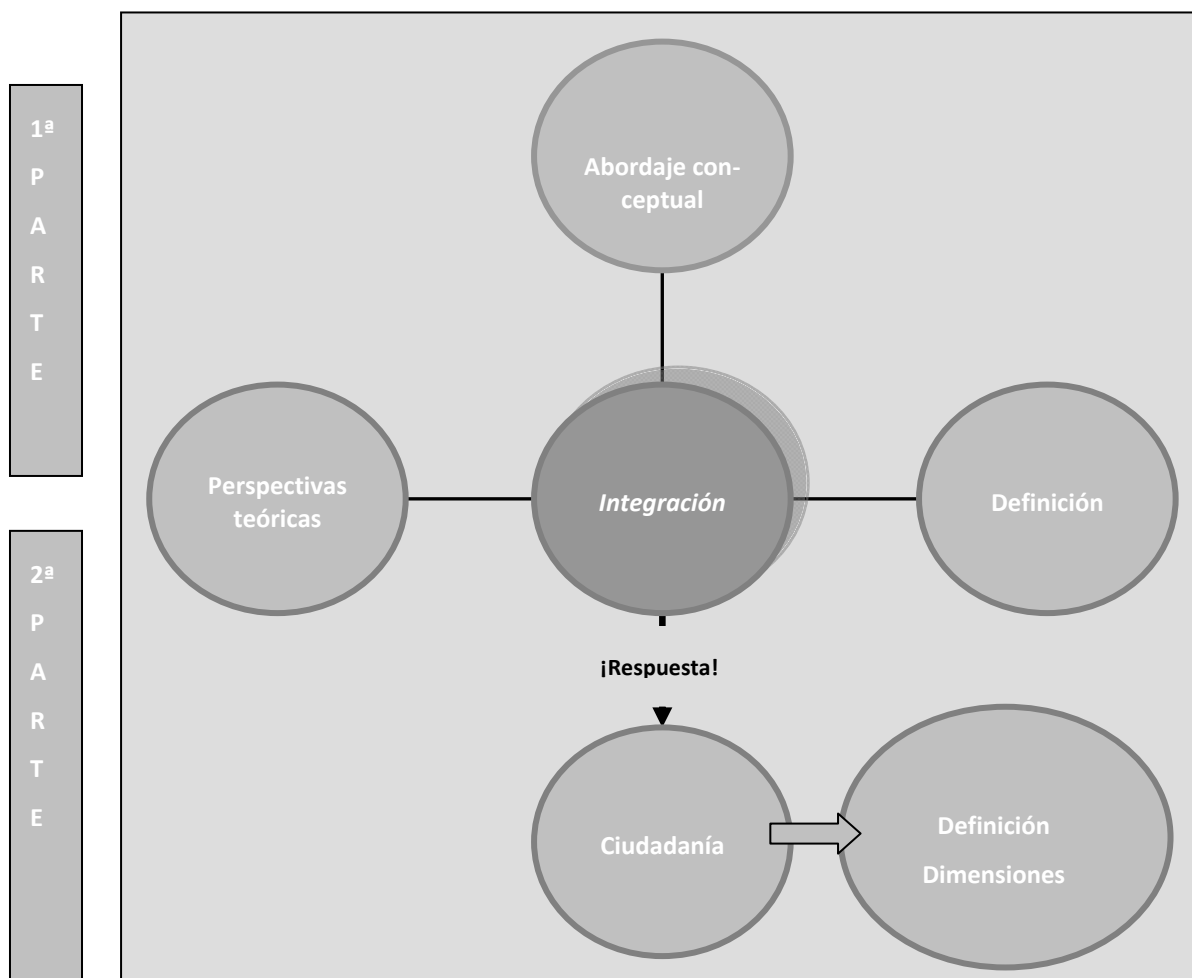 1ª
P
A
R
T
E
Abordaje con-
ceptual
Perspectivas
teóricas
Integración
Definición
2ª
P
A
R
T
E
¡Respuesta!
Ciudadanía
Definición
Dimensiones